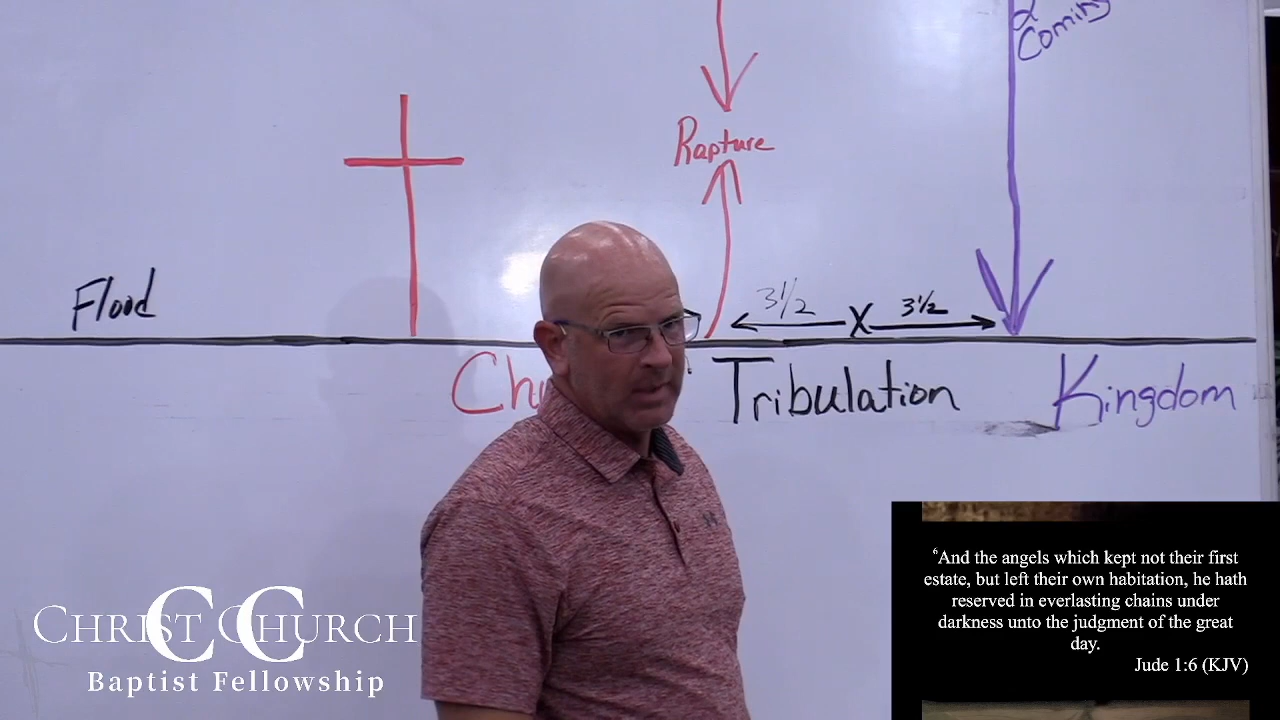 Coming
Rapture
Flood
3½ X 3½
Tribulation
Kingdom
CHRIST CHURCH
CC
Baptist Fellowship
⁶And the angels which kept not their first
estate, but left their own habitation, he hath
reserved in everlasting chains under
darkness unto the judgment of the great
day.
Jude 1:6 (KJV)